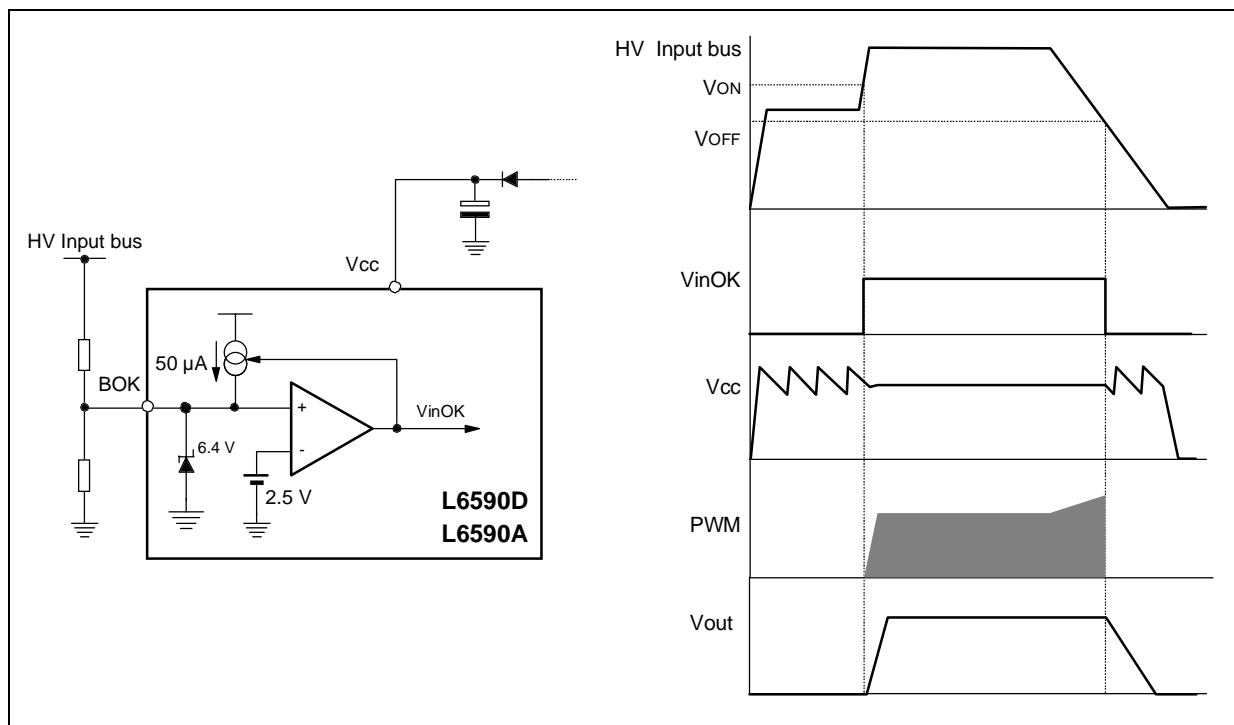 HV Input bus
Vcc
50 µA
BOK
+
-
6.4 V
2.5 V
VinOK
L6590D
L6590A
HV Input bus
VON
VOFF
VinOK
Vcc
PWM
Vout